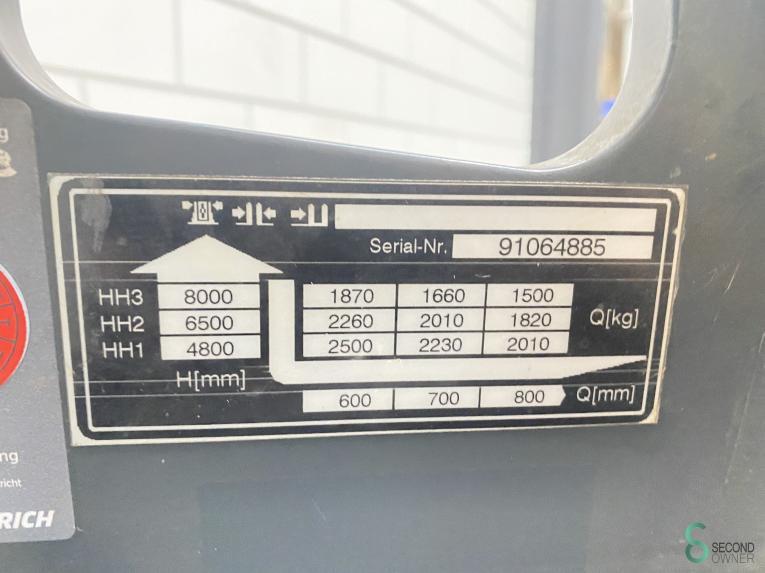 Serial-Nr. 91064885
HH3 8000 1870 1660 1500
HH2 6500 2260 2010 1820 Q[kg]
HH1 4800 2500 2230 2010
H[mm]
600 700 800 Q[mm]
g
ng
richt
RICH
SECOND
OWNER